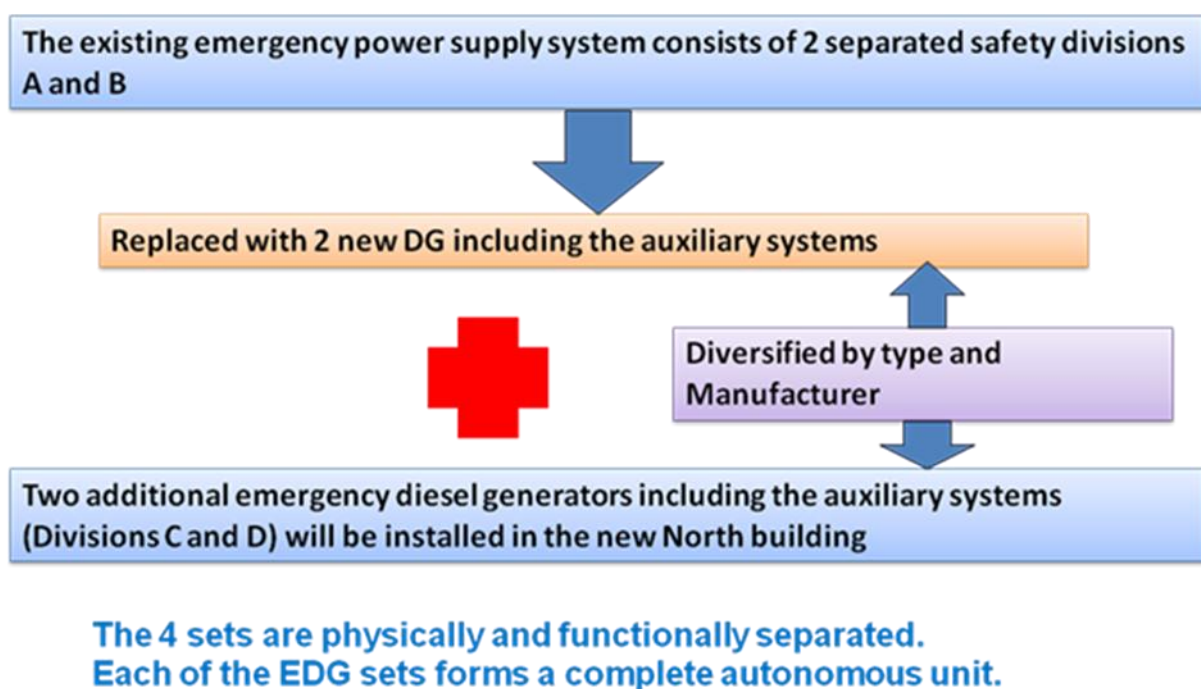 The existing emergency power supply system consists of 2 separated safety divisions
A and B
Replaced with 2 new DG including the auxiliary systems
Diversified by type and
Manufacturer
Two additional emergency diesel generators including the auxiliary systems
(Divisions C and D) will be installed in the new North building
The 4 sets are physically and functionally separated.
Each of the EDG sets forms a complete autonomous unit.